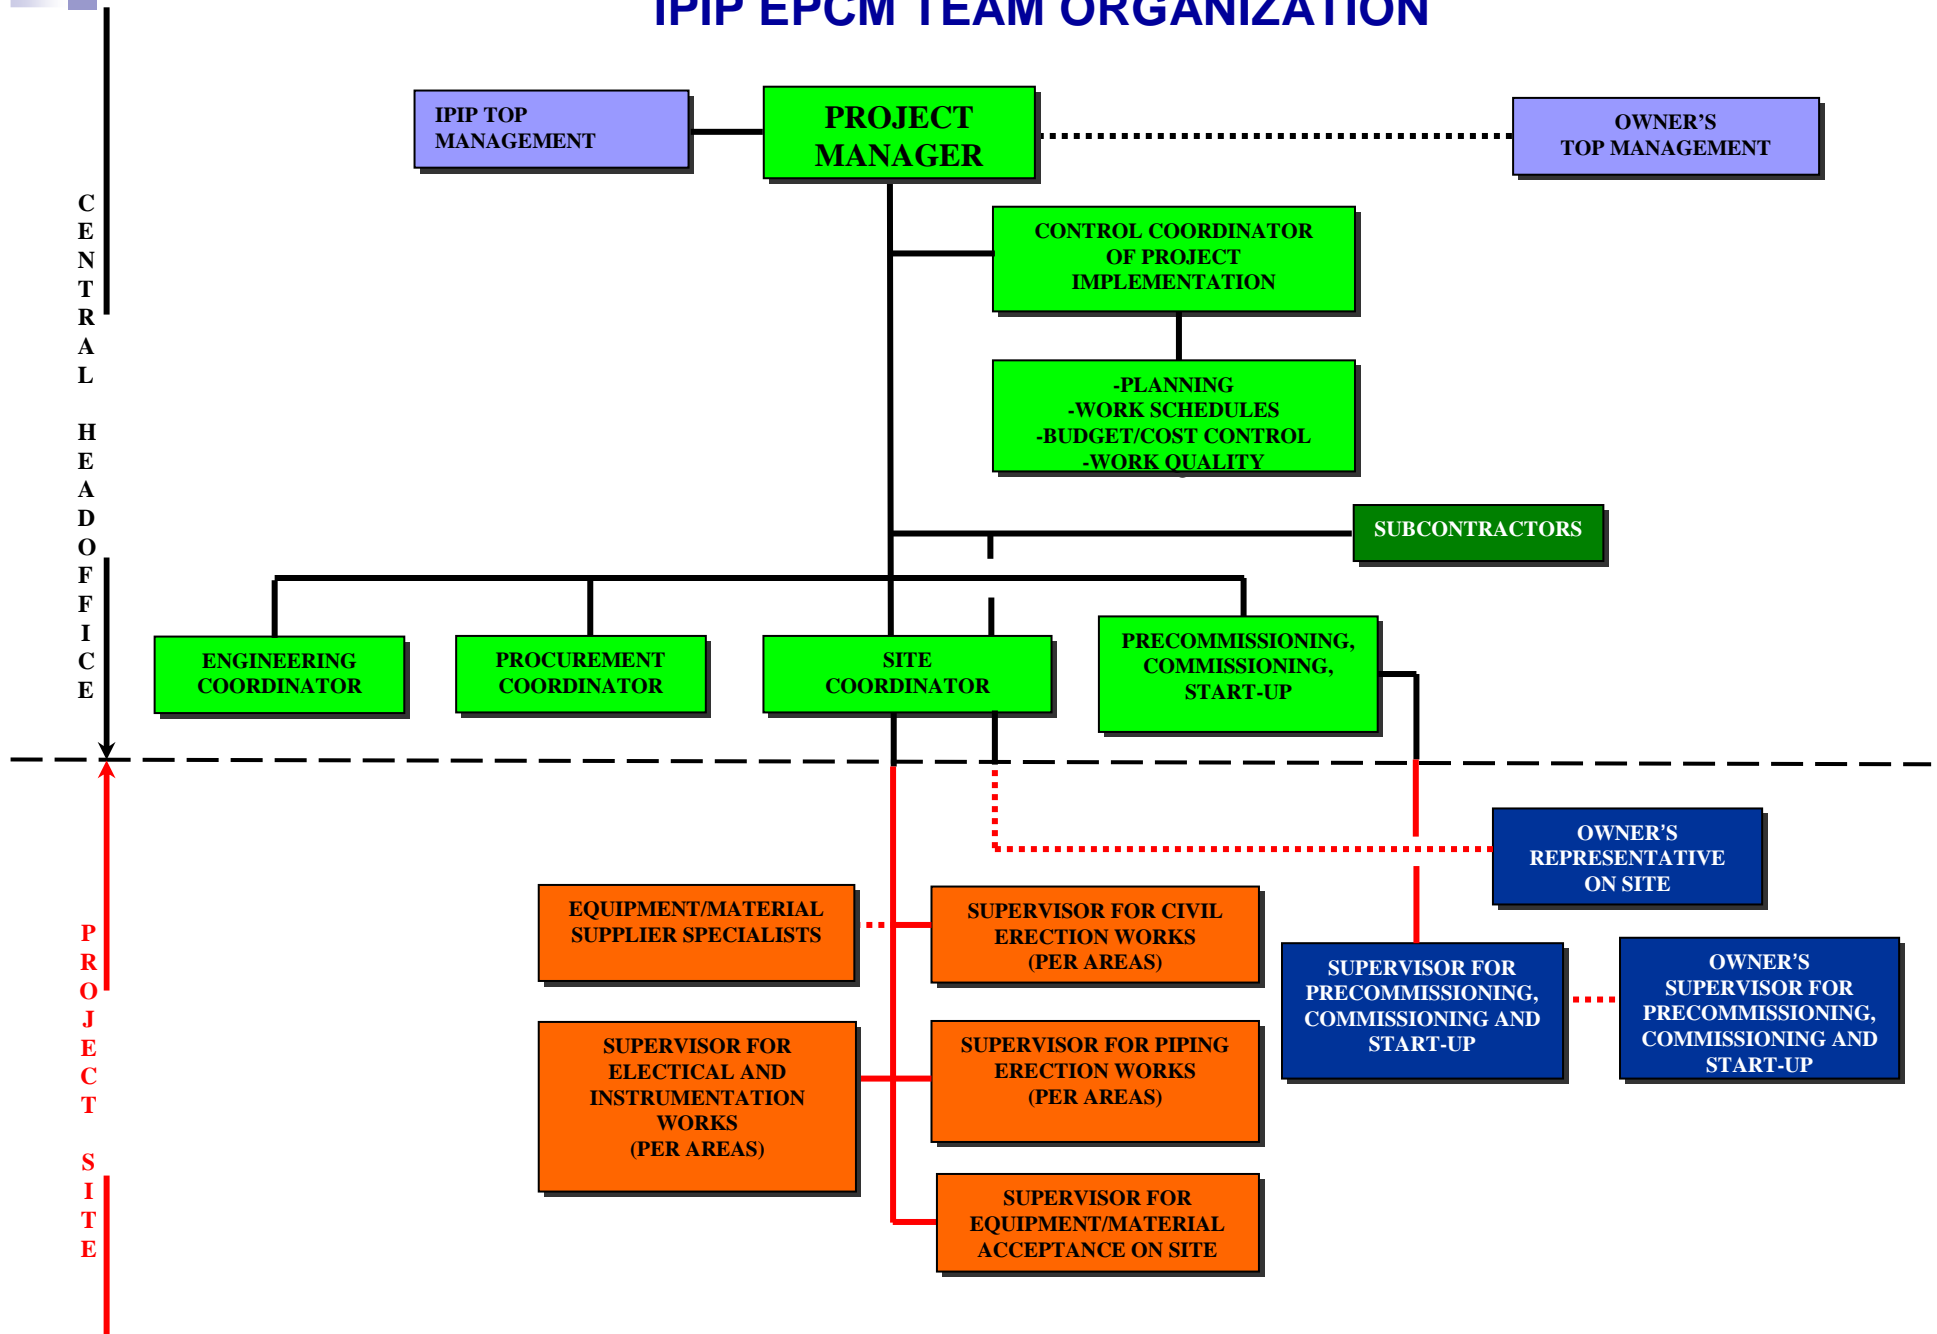 IPIP EPCM TEAM ORGANIZATION
IPIP TOP
MANAGEMENT
PROJECT
MANAGER
OWNER'S
TOP MANAGEMENT
CONTROL COORDINATOR
OF PROJECT
IMPLEMENTATION
-PLANNING
-WORK SCHEDULES
-BUDGET/COST CONTROL
-WORK QUALITY
SUBCONTRACTORS
CENTRAL HEADOFFICE
ENGINEERING
COORDINATOR
PROCUREMENT
COORDINATOR
SITE
COORDINATOR
PRECOMMISSIONING,
COMMISSIONING,
START-UP
PROJECT SITE
OWNER'S
REPRESENTATIVE
ON SITE
EQUIPMENT/MATERIAL
SUPPLIER SPECIALISTS
SUPERVISOR FOR CIVIL
ERECTION WORKS
(PER AREAS)
SUPERVISOR FOR
PRECOMMISSIONING,
COMMISSIONING AND
START-UP
OWNER'S
SUPERVISOR FOR
PRECOMMISSIONING,
COMMISSIONING AND
START-UP
SUPERVISOR FOR
ELECTICAL AND
INSTRUMENTATION
WORKS
(PER AREAS)
SUPERVISOR FOR PIPING
ERECTION WORKS
(PER AREAS)
SUPERVISOR FOR
EQUIPMENT/MATERIAL
ACCEPTANCE ON SITE